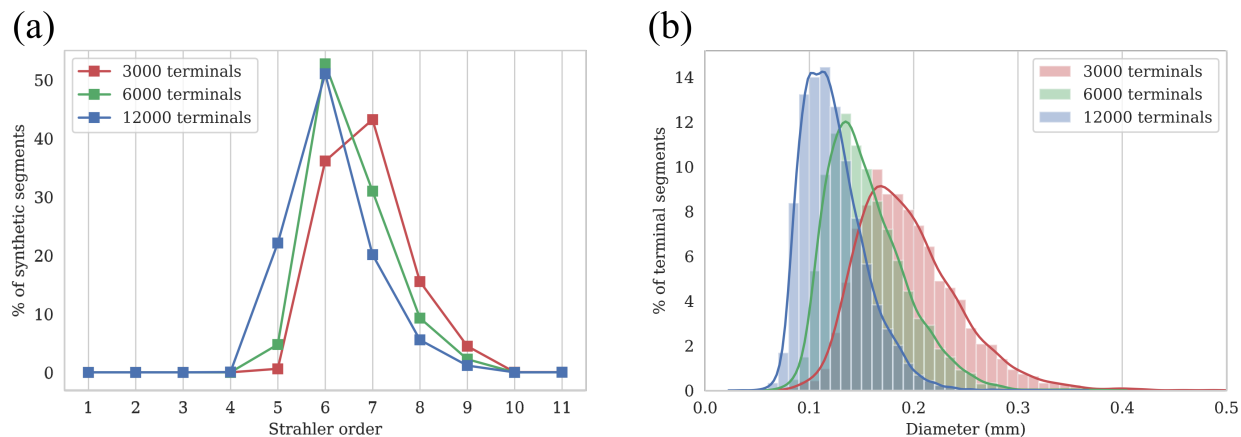 (a)
% of synthetic segments
50
40
30
20
10
0
3000 terminals
6000 terminals
12000 terminals
1 2 3 4 5 6 7 8 9 10 11
Strahler order
(b)
% of terminal segments
14
12
10
8
6
4
2
0
3000 terminals
6000 terminals
12000 terminals
0.0 0.1 0.2 0.3 0.4 0.5
Diameter (mm)